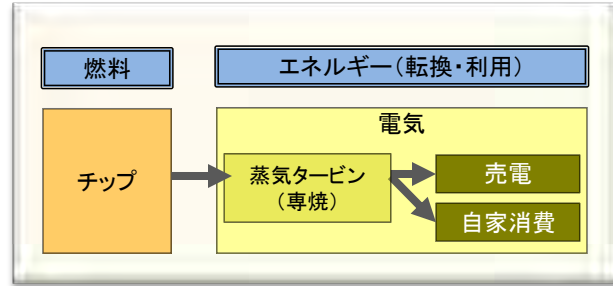 燃料
エネルギー（転換・利用）
チップ
電気
蒸気タービン
（専焼）
売電
自家消費